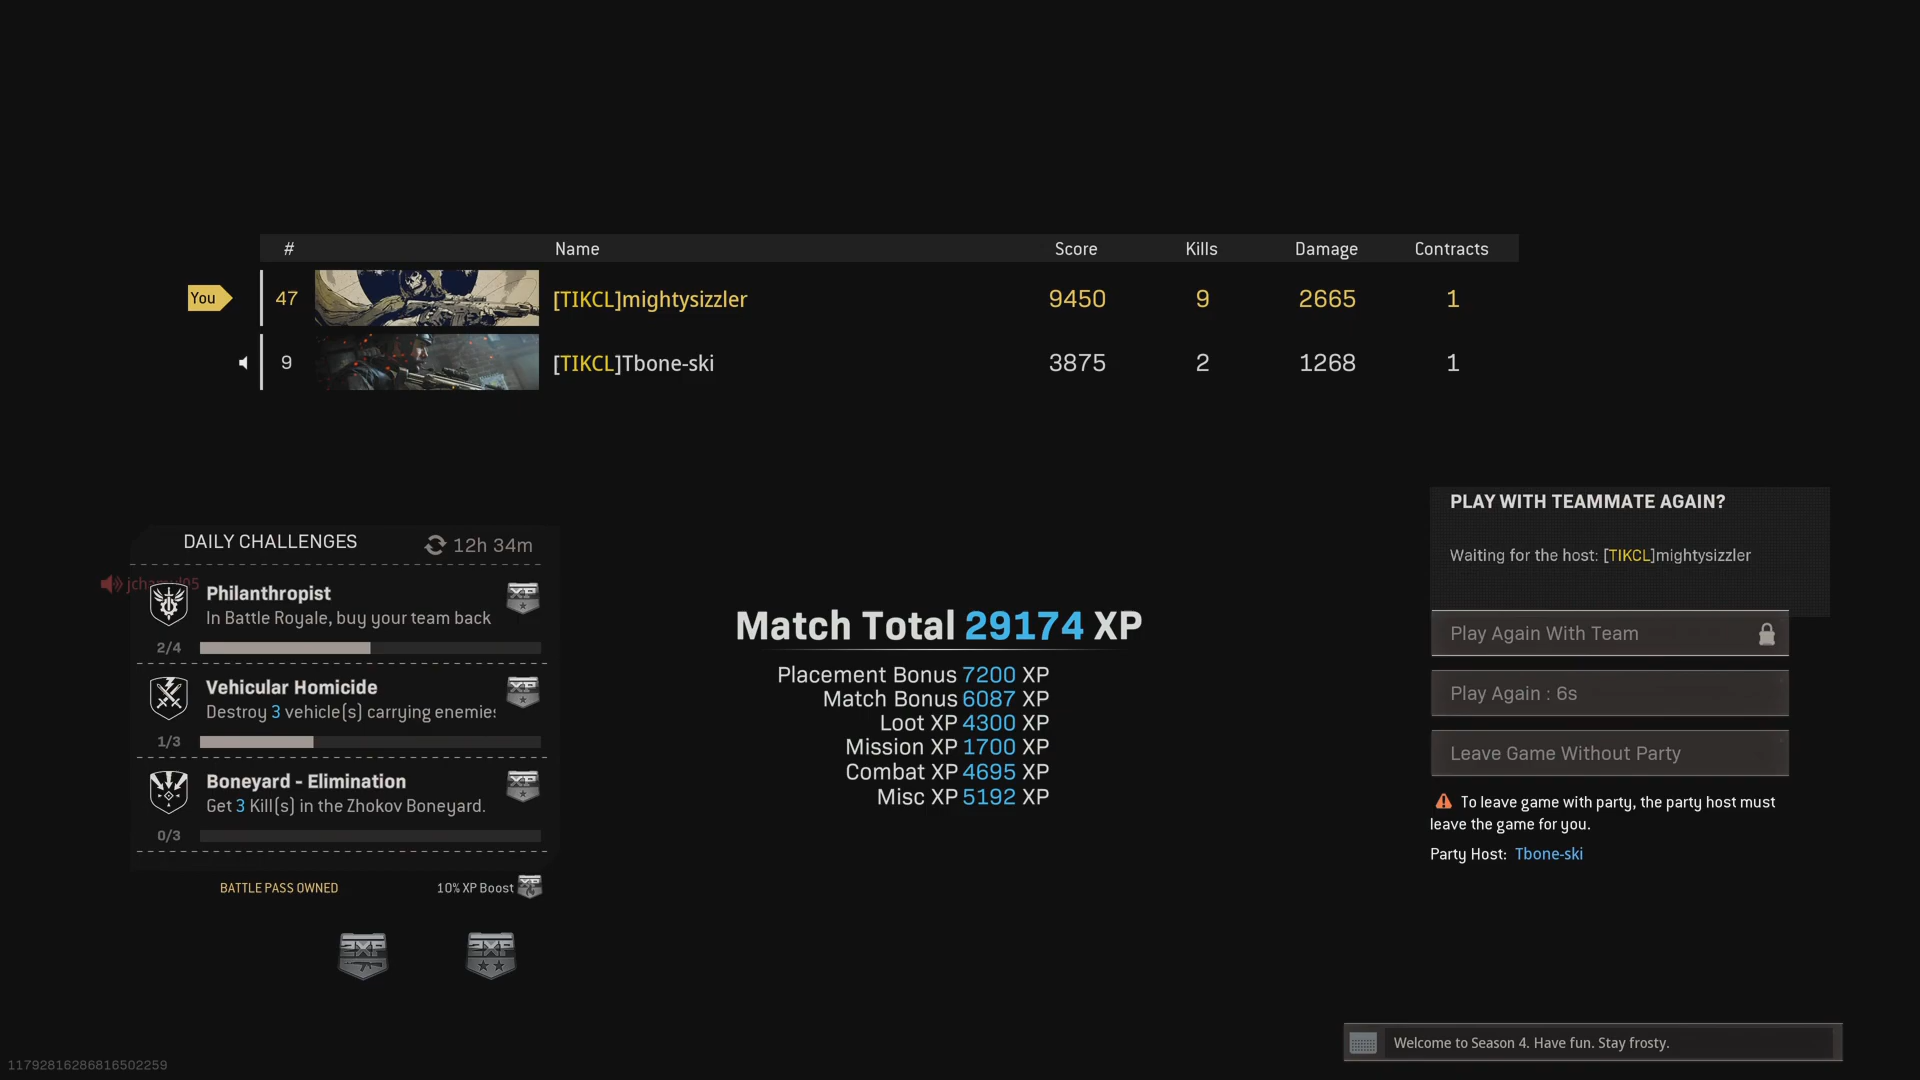 # Name Score Kills Damage Contracts
You 47 [TIKCL]mightysizzler 9450 9 2665 1
9 [TIKCL]Tbone-ski 3875 2 1268 1
DAILY CHALLENGES 12h 34m
Philanthropist
In Battle Royale, buy your team back
2/4
Vehicular Homicide
Destroy 3 vehicle(s) carrying enemies
1/3
Boneyard - Elimination
Get 3 Kill(s) in the Zhokov Boneyard.
0/3
BATTLE PASS OWNED 10% XP Boost
Match Total 29174 XP
Placement Bonus 7200 XP
Match Bonus 6087 XP
Loot XP 4300 XP
Mission XP 1700 XP
Combat XP 4695 XP
Misc XP 5192 XP
PLAY WITH TEAMMATE AGAIN?
Waiting for the host: [TIKCL]mightysizzler
Play Again With Team
Play Again : 6s
Leave Game Without Party
To leave game with party, the party host must
leave the game for you.
Party Host: Tbone-ski
Welcome to Season 4. Have fun. Stay frosty.
11792816286816502259